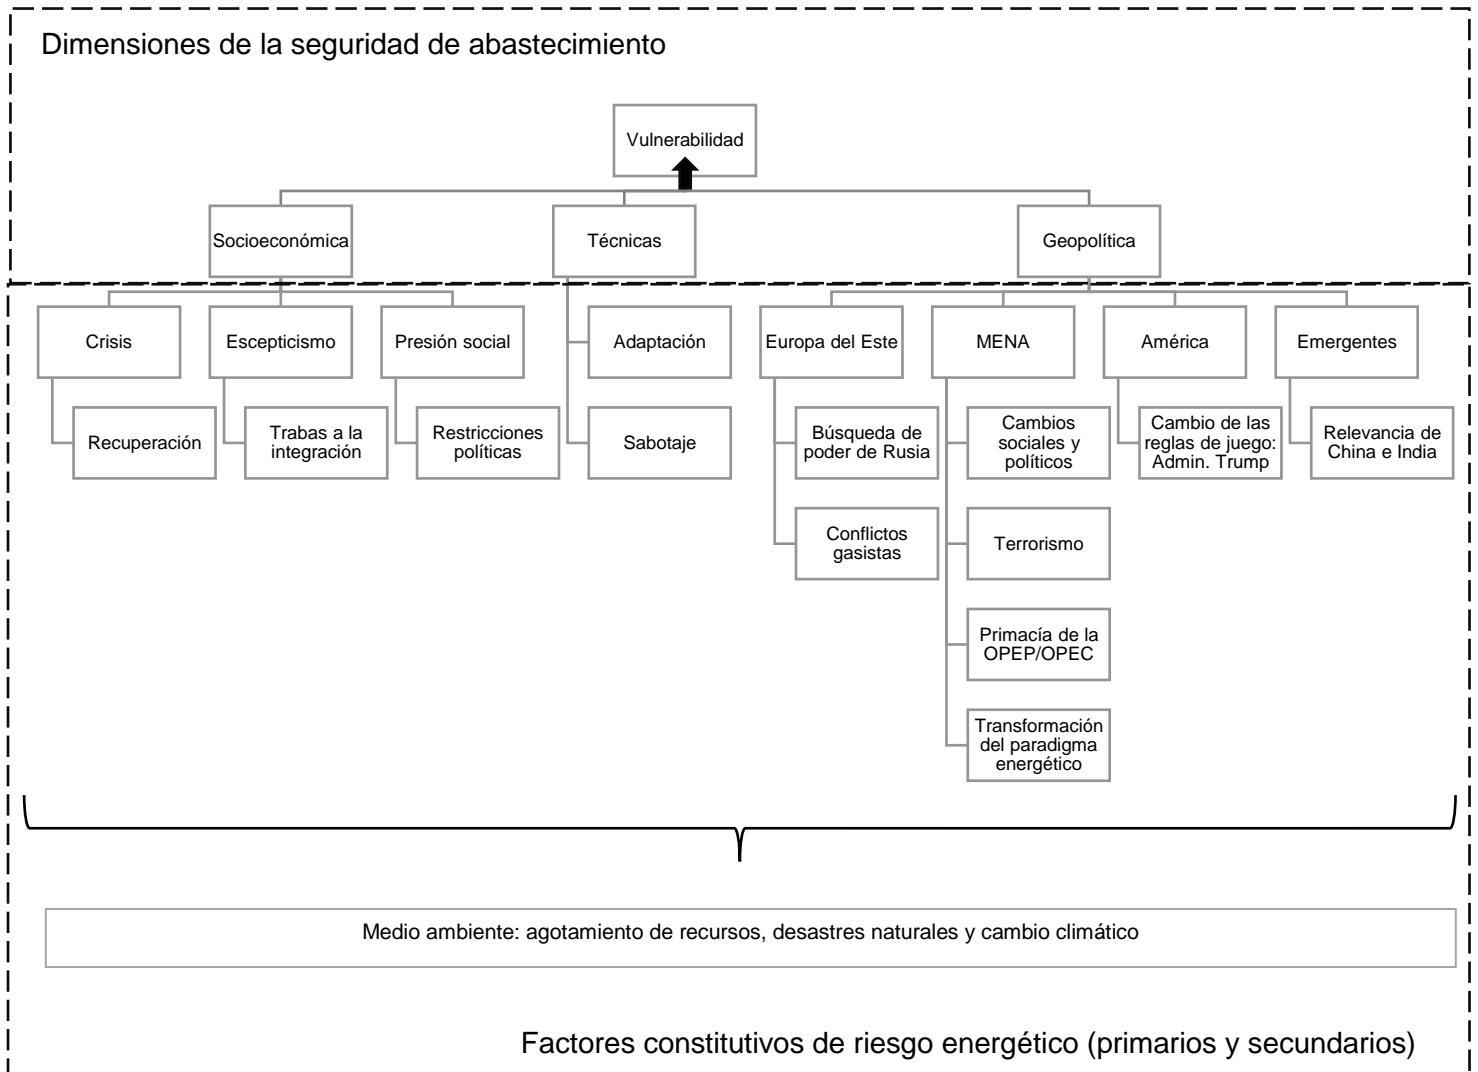 Dimensiones de la seguridad de abastecimiento
Vulnerabilidad
Socioeconómica
Técnicas
Geopolítica
Crisis
Escepticismo
Presión social
Adaptación
Europa del Este
MENA
América
Emergentes
Recuperación
Trabas a la
integración
Restricciones
políticas
Sabotaje
Búsqueda de
poder de Rusia
Cambios
sociales y
políticos
Cambio de las
reglas de juego:
Admin. Trump
Relevancia de
China e India
Conflictos
gasistas
Terrorismo
Primacía de la
OPEP/OPEC
Transformación
del paradigma
energético
Medio ambiente: agotamiento de recursos, desastres naturales y cambio climático
Factores constitutivos de riesgo energético (primarios y secundarios)